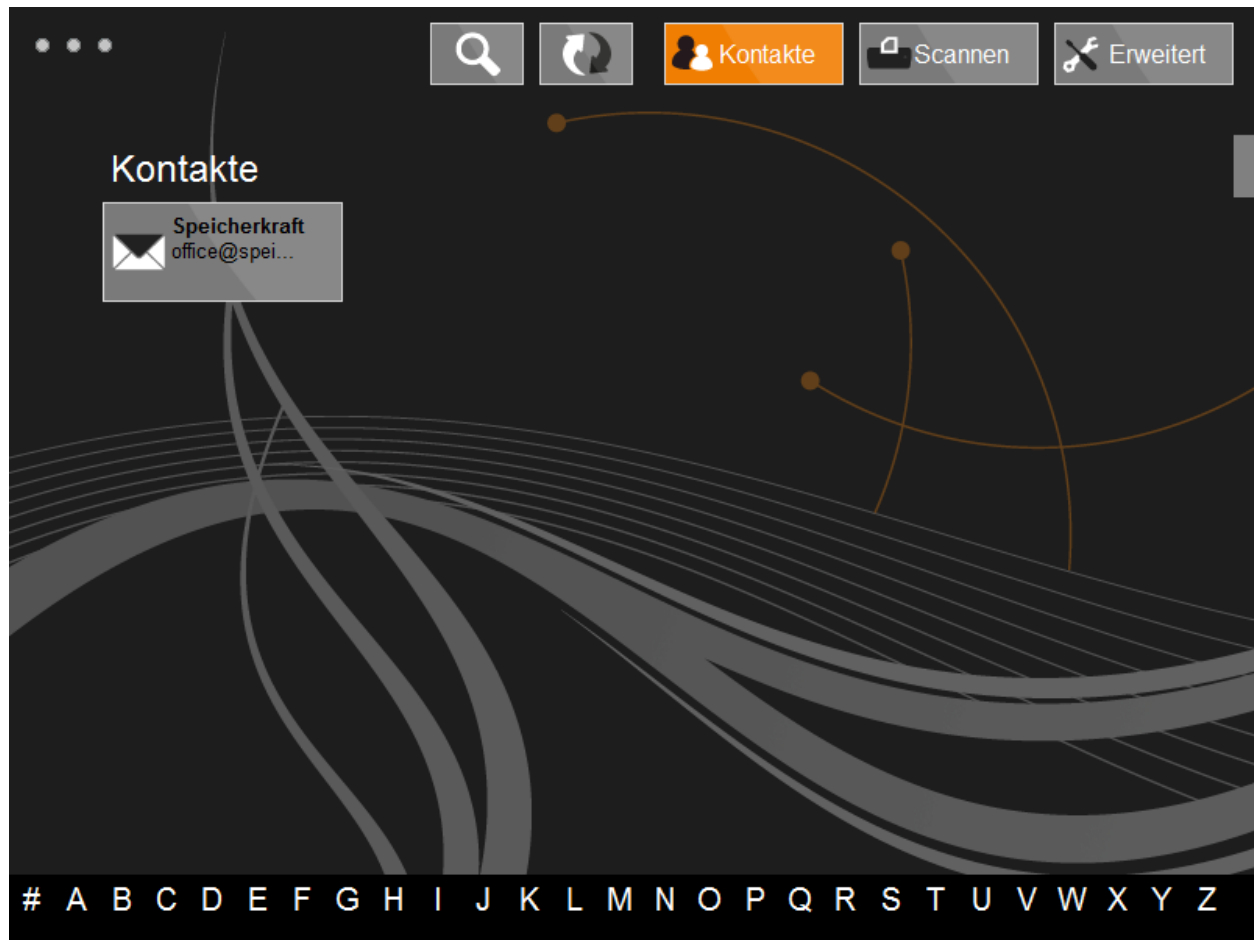 Kontakte
Scannen
Erweitert
Kontakte
Speicherkraft
office@spei...
# A B C D E F G H I J K L M N O P Q R S T U V W X Y Z